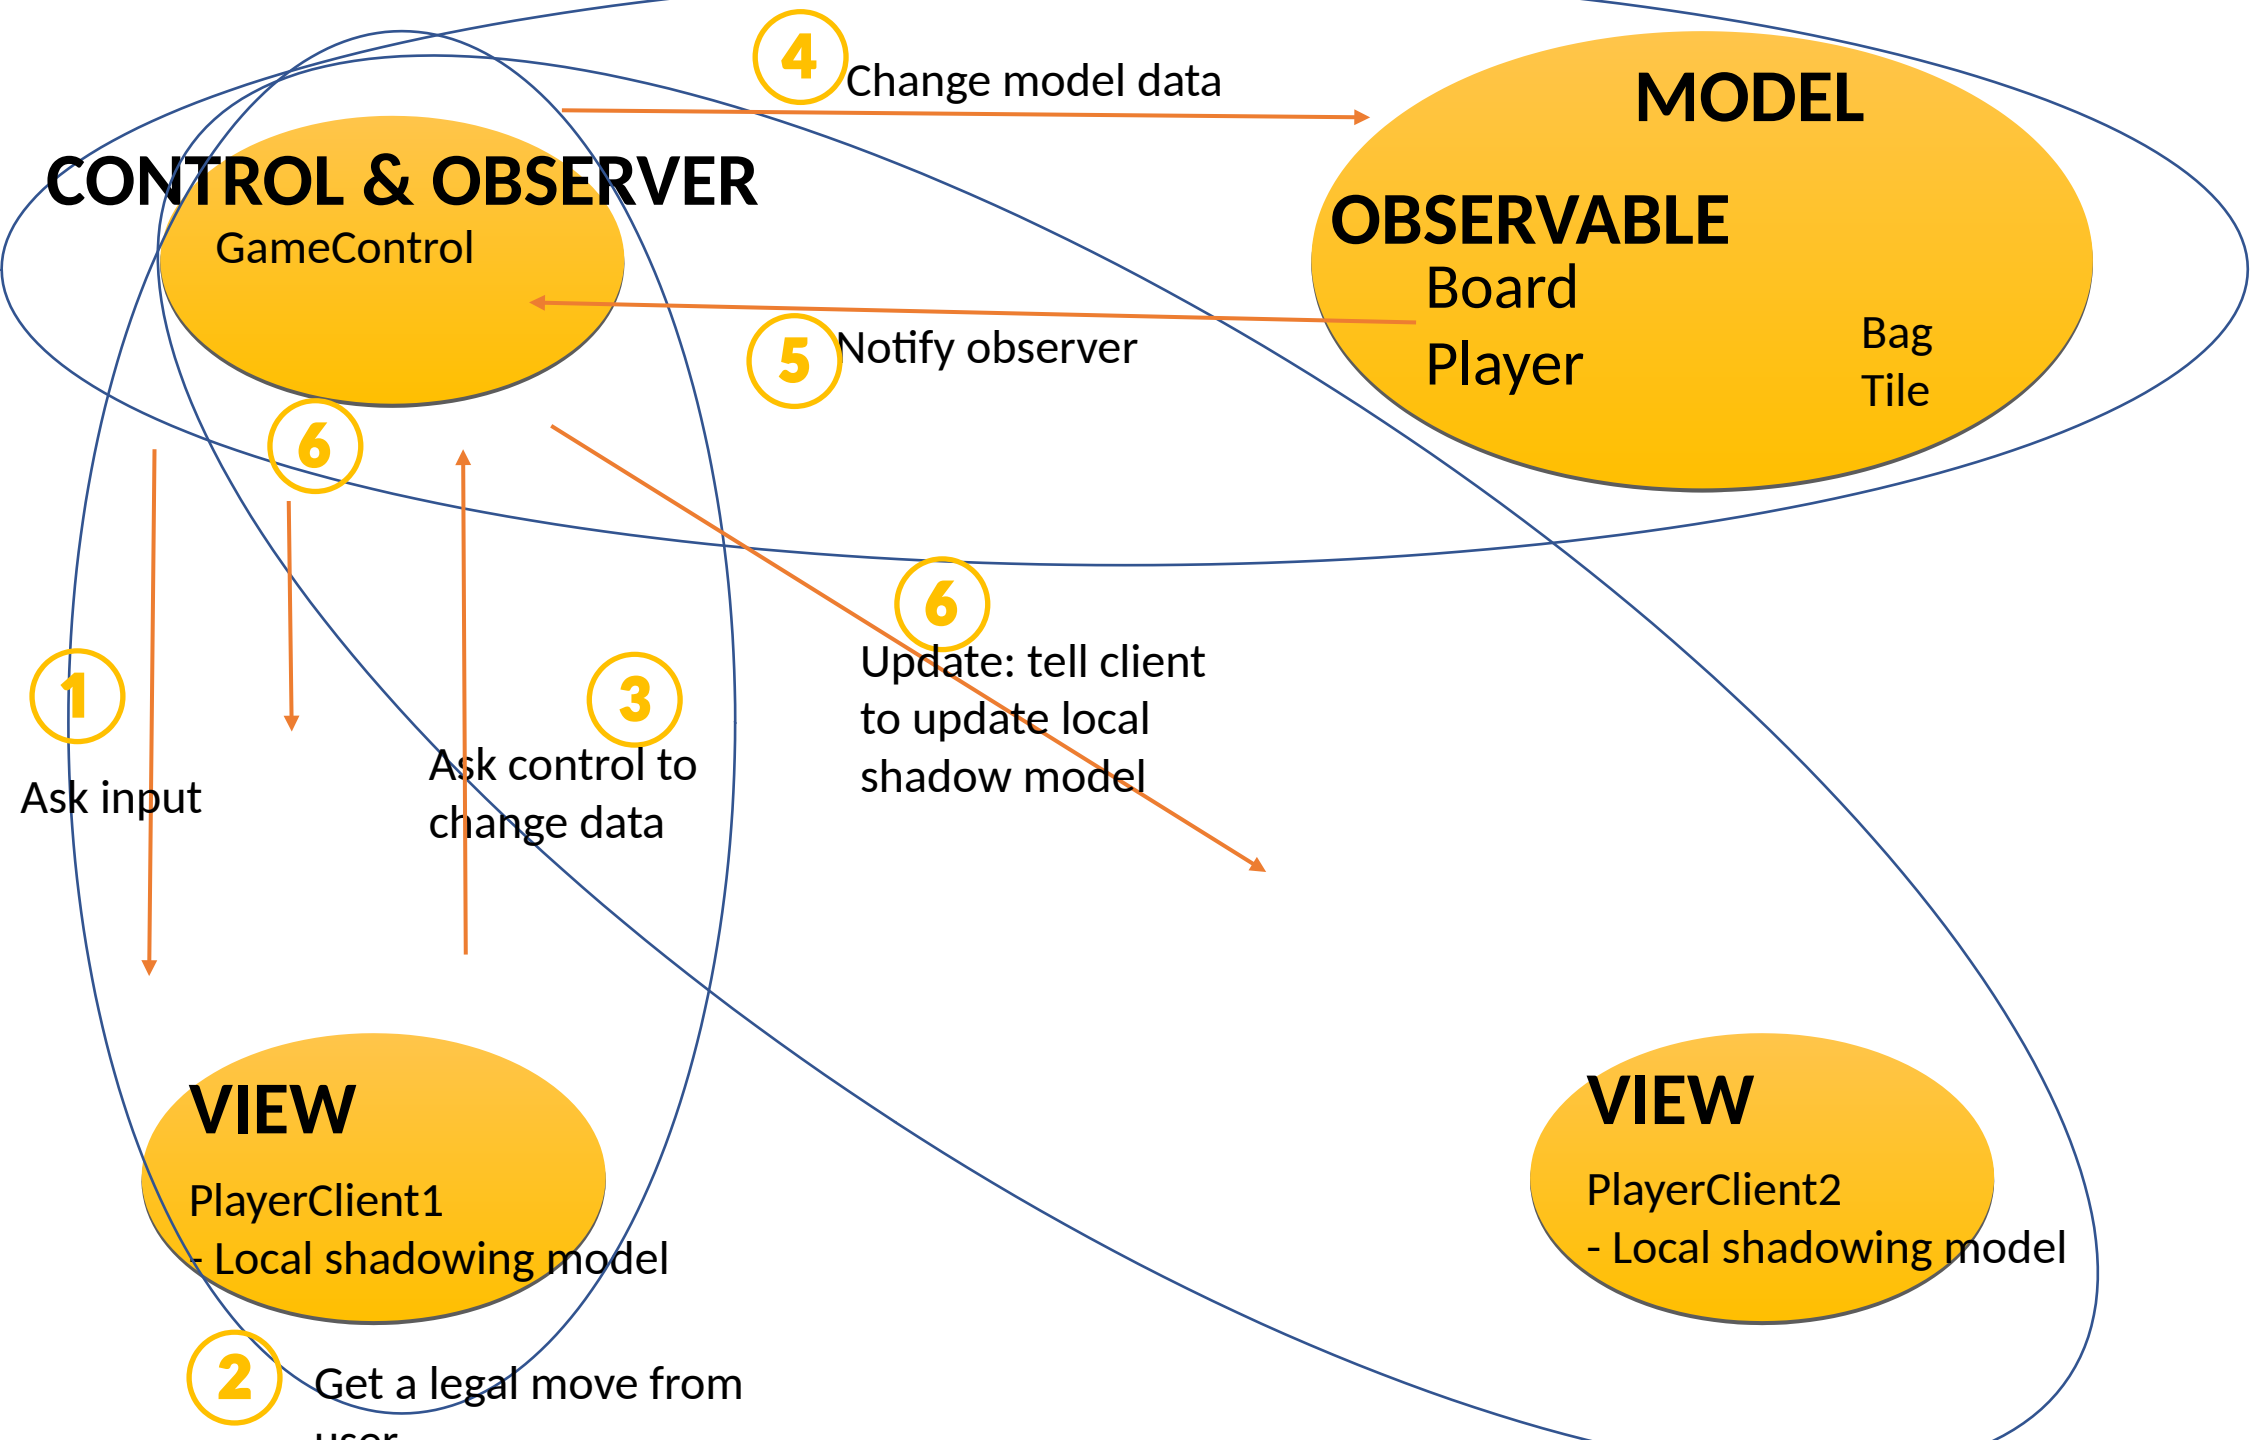 4
Change model data
MODEL
CONTROL & OBSERVER
GameControl
OBSERVABLE
Board
Player
Bag
Tile
5
Notify observer
6
6
Update: tell client
to update local
shadow model
1
Ask input
3
Ask control to
change data
VIEW
PlayerClient1
- Local shadowing model
VIEW
PlayerClient2
- Local shadowing model
2
Get a legal move from
user